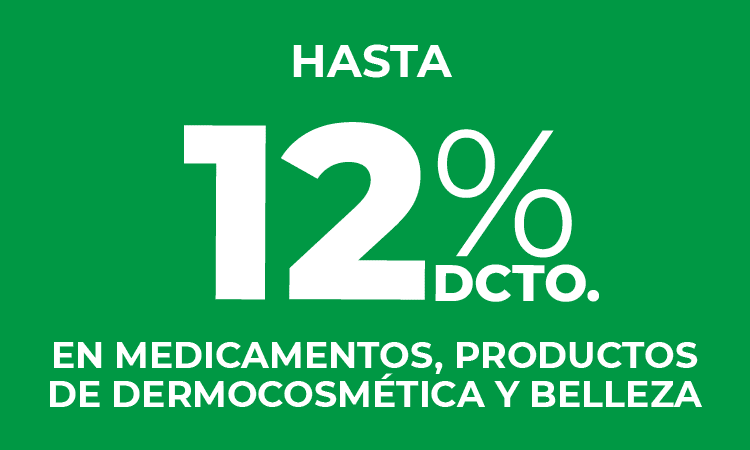 HASTA
12%
DCTO.
EN MEDICAMENTOS, PRODUCTOS
DE DERMOCOSMÉTICA Y BELLEZA